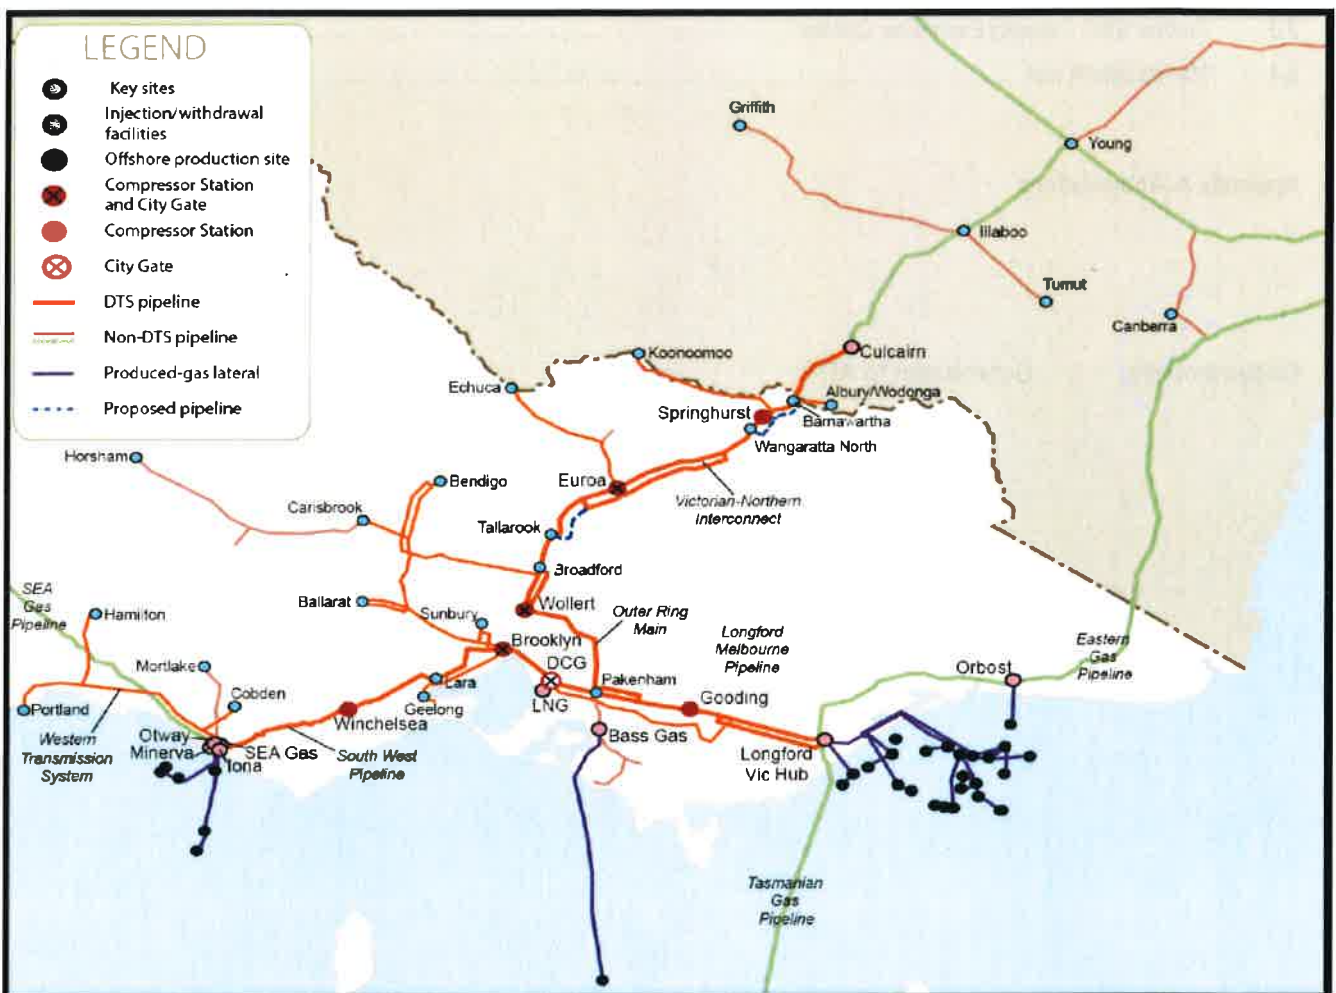 LEGEND
Key sites
Injection/withdrawal
facilities
Offshore production site
Compressor Station
and City Gate
Compressor Station
City Gate
DTS pipeline
Non-DTS pipeline
Produced-gas lateral
Proposed pipeline
Griffith
Young
Illaboo
Tumut
Canberra
Culcairn
Koonoomoo
Echuca
Albury/Wodonga
Springhurst
Barnawartha
Wangaratta North
Horsham
Bendigo
Euroa
Victorian-Northern
Interconnect
Carisbrook
Tallarook
Broadford
SEA
Gas
Pipeline
Hamilton
Ballarat
Sunbury
Wollert
Outer Ring
Main
Brooklyn
Longford
Melbourne
Pipeline
Eastern
Gas
Pipeline
Orbost
Mortlake
DCG
Lara
Pakenham
Cobden
Geelong
LNG
Gooding
Portland
Winchelsea
Western
Transmission
System
Otway
Minerva
SEA Gas
Iona
South West
Pipeline
Bass Gas
Longford
Vic Hub
Tasmanian
Gas
Pipeline